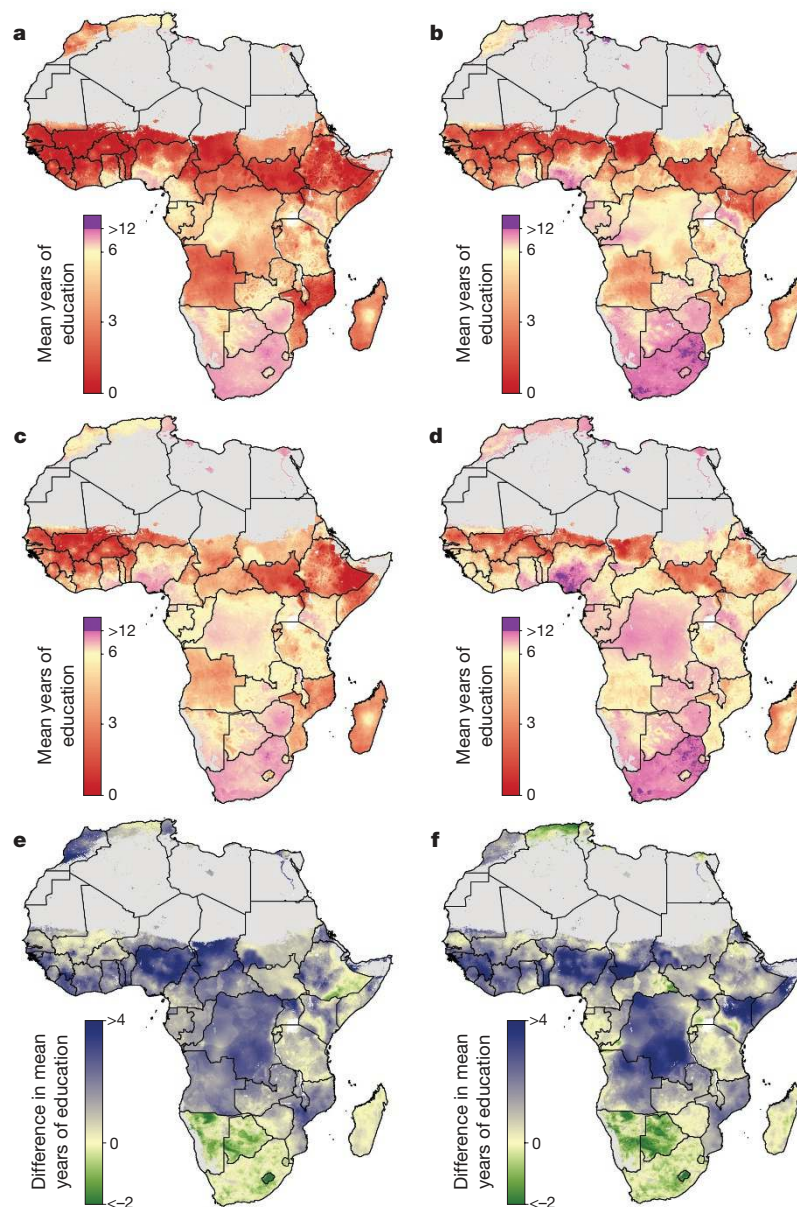 a
b
Mean years of
education
>12
6
3
0
Mean years of
education
>12
6
3
0
c
d
Mean years of
education
>12
6
3
0
Mean years of
education
>12
6
3
0
e
f
Difference in mean
years of education
>4
0
<–2
Difference in mean
years of education
>4
0
<–2